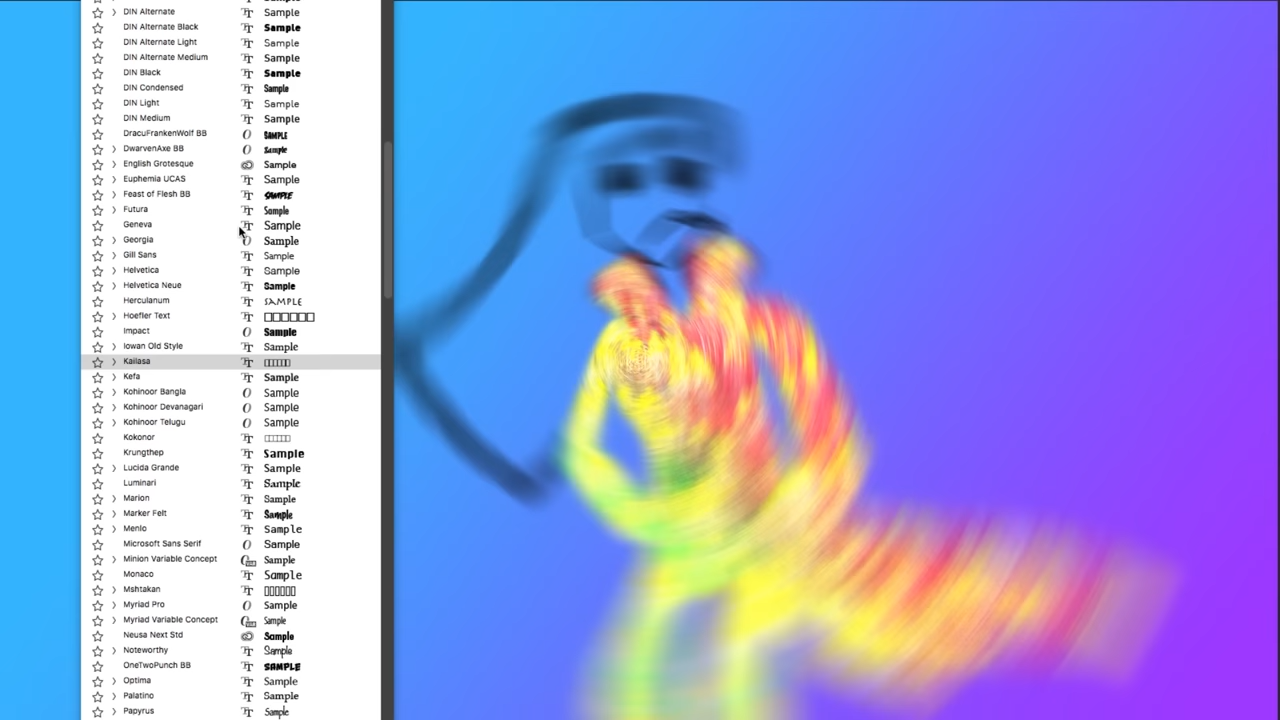 DIN Alternate Sample
DIN Alternate Black Sample
DIN Alternate Light Sample
DIN Alternate Medium Sample
DIN Black Sample
DIN Condensed Sample
DIN Light Sample
DIN Medium Sample
DracuFrankenWolf BB SAMPLE
DwarvenAxe BB Sample
English Grotesque Sample
Euphemia UCAS Sample
Feast of Flesh BB SAMPLE
Futura Sample
Geneva Sample
Georgia Sample
Gill Sans Sample
Helvetica Sample
Helvetica Neue Sample
Herculanum SAMPLE
Hoefler Text
Impact Sample
Iowan Old Style Sample
Kailasa
Kefa Sample
Kohinoor Bangla Sample
Kohinoor Devanagari Sample
Kohinoor Telugu Sample
Kokonor
Krungthep Sample
Lucida Grande Sample
Luminari Sample
Marion Sample
Marker Felt Sample
Menlo Sample
Microsoft Sans Serif Sample
Minion Variable Concept Sample
Monaco Sample
Mshtakan
Myriad Pro Sample
Myriad Variable Concept Sample
Neusa Next Std Sample
Noteworthy Sample
OneTwoPunch BB SAMPLE
Optima Sample
Palatino Sample
Papyrus Sample